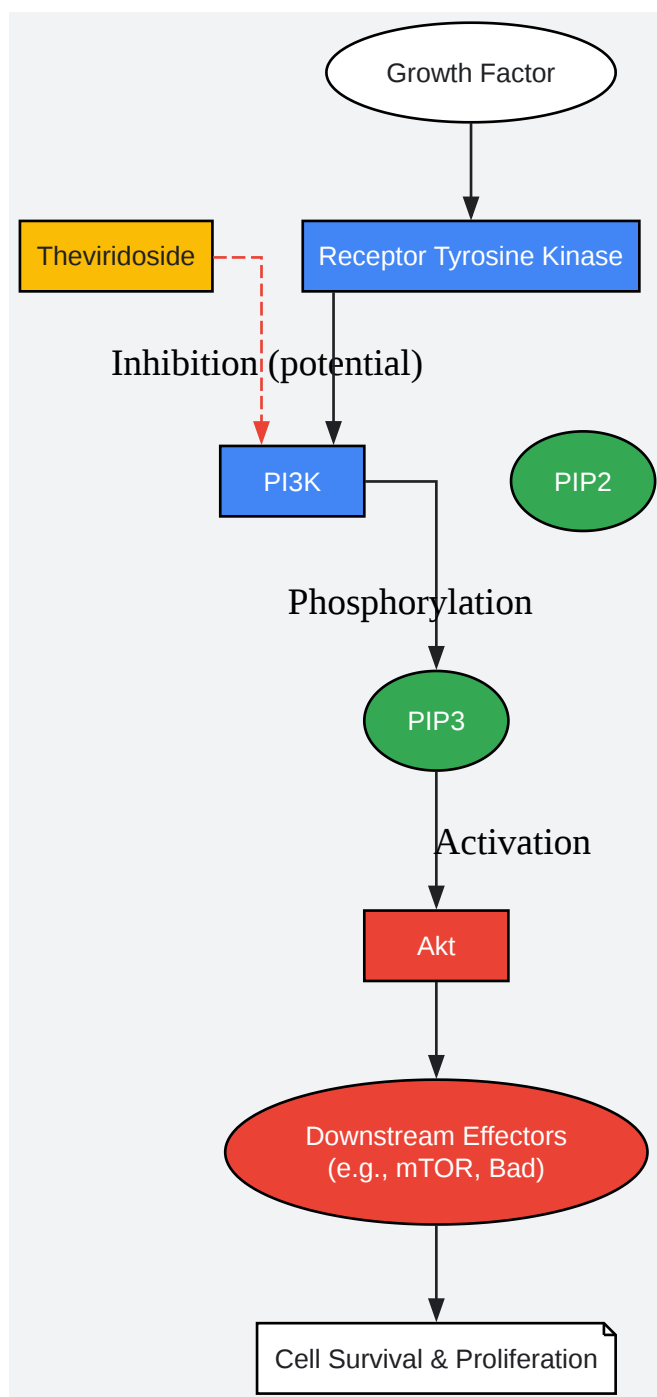 Growth Factor
Theviridoside
Receptor Tyrosine Kinase
Inhibition (potential)
PI3K
PIP2
Phosphorylation
PIP3
Activation
Akt
Downstream Effectors
(e.g., mTOR, Bad)
Cell Survival & Proliferation